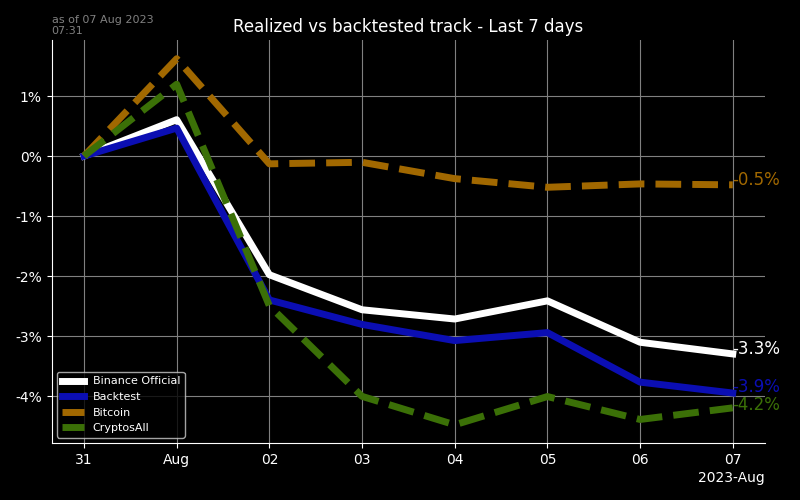 as of 07 Aug 2023
07:31
Realized vs backtested track - Last 7 days
1%
0%
-1%
-2%
-3%
-4%
-0.5%
-3.3%
-3.9%
-4.2%
Binance Official
Backtest
Bitcoin
CryptosAll
31 Aug 02 03 04 05 06 07
2023-Aug